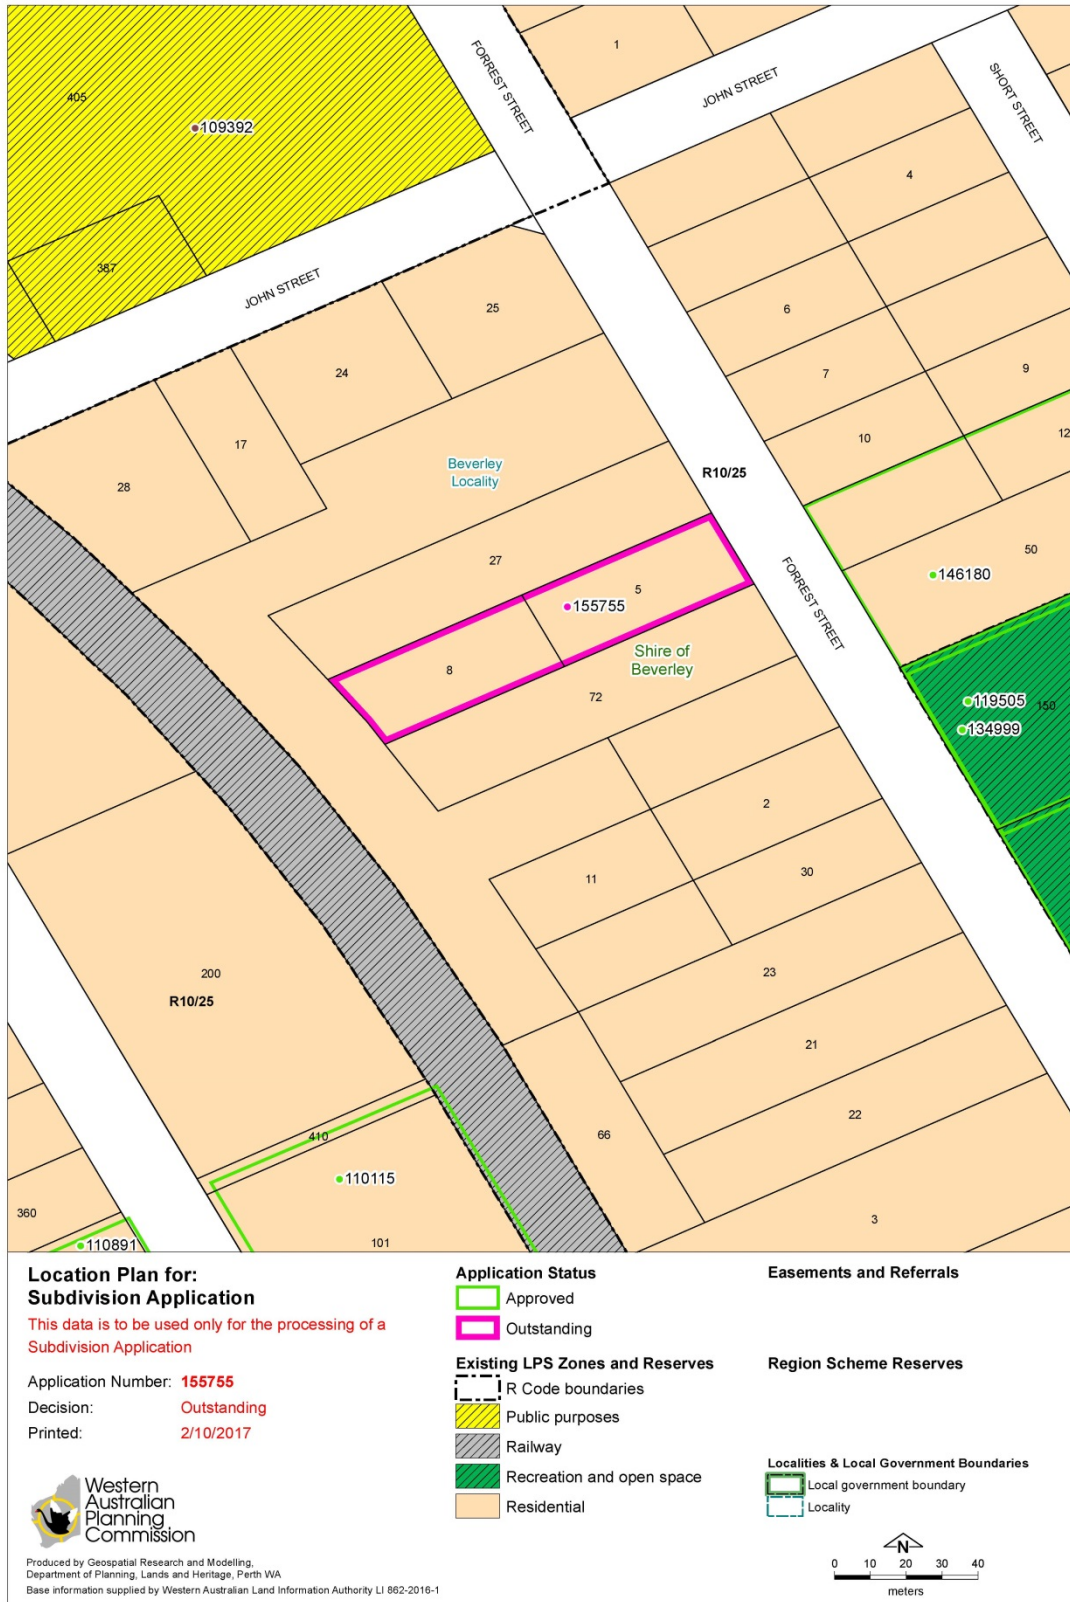 FORREST STREET
1
JOHN STREET
SHORT STREET
405
109392
4
387
JOHN STREET
25
6
24
7
9
17
10
12
28
Beverley
Locality
R10/25
27
50
146180
5
155755
FORREST STREET
8
Shire of
Beverley
72
119505
150
134999
2
11
30
23
200
R10/25
21
22
410
66
110115
360
3
101
110891
Location Plan for:
Subdivision Application
This data is to be used only for the processing of a
Subdivision Application
Application Number: 155755
Decision: Outstanding
Printed: 2/10/2017
Western
Australian
Planning
Commission
Produced by Geospatial Research and Modelling,
Department of Planning, Lands and Heritage, Perth WA
Base information supplied by Western Australian Land Information Authority LI 862-2016-1
Application Status
Approved
Outstanding
Existing LPS Zones and Reserves
R Code boundaries
Public purposes
Railway
Recreation and open space
Residential
Easements and Referrals
Region Scheme Reserves
Localities & Local Government Boundaries
Local government boundary
Locality
N
0 10 20 30 40
meters